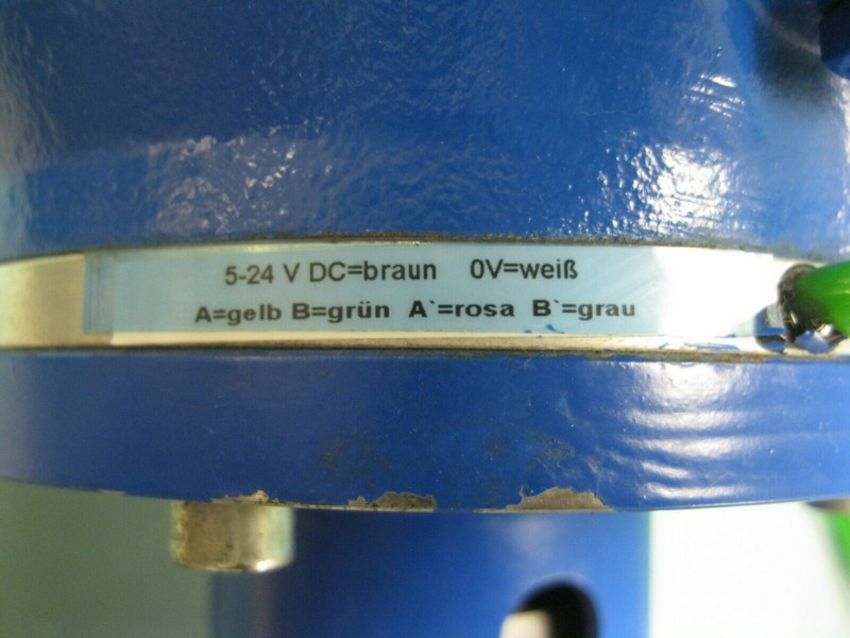 5-24 V DC=braun 0V=weiß
A=gelb B=grün A`=rosa B`=grau